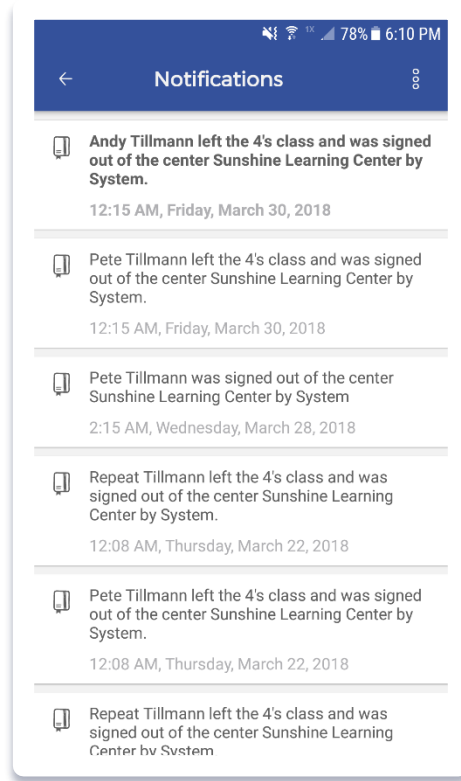 1X 78% 6:10 PM
Notifications
Andy Tillmann left the 4's class and was signed
out of the center Sunshine Learning Center by
System.
12:15 AM, Friday, March 30, 2018
Pete Tillmann left the 4's class and was signed
out of the center Sunshine Learning Center by
System.
12:15 AM, Friday, March 30, 2018
Pete Tillmann was signed out of the center
Sunshine Learning Center by System
2:15 AM, Wednesday, March 28, 2018
Repeat Tillmann left the 4's class and was
signed out of the center Sunshine Learning
Center by System.
12:08 AM, Thursday, March 22, 2018
Pete Tillmann left the 4's class and was signed
out of the center Sunshine Learning Center by
System.
12:08 AM, Thursday, March 22, 2018
Repeat Tillmann left the 4's class and was
signed out of the center Sunshine Learning
Center by System